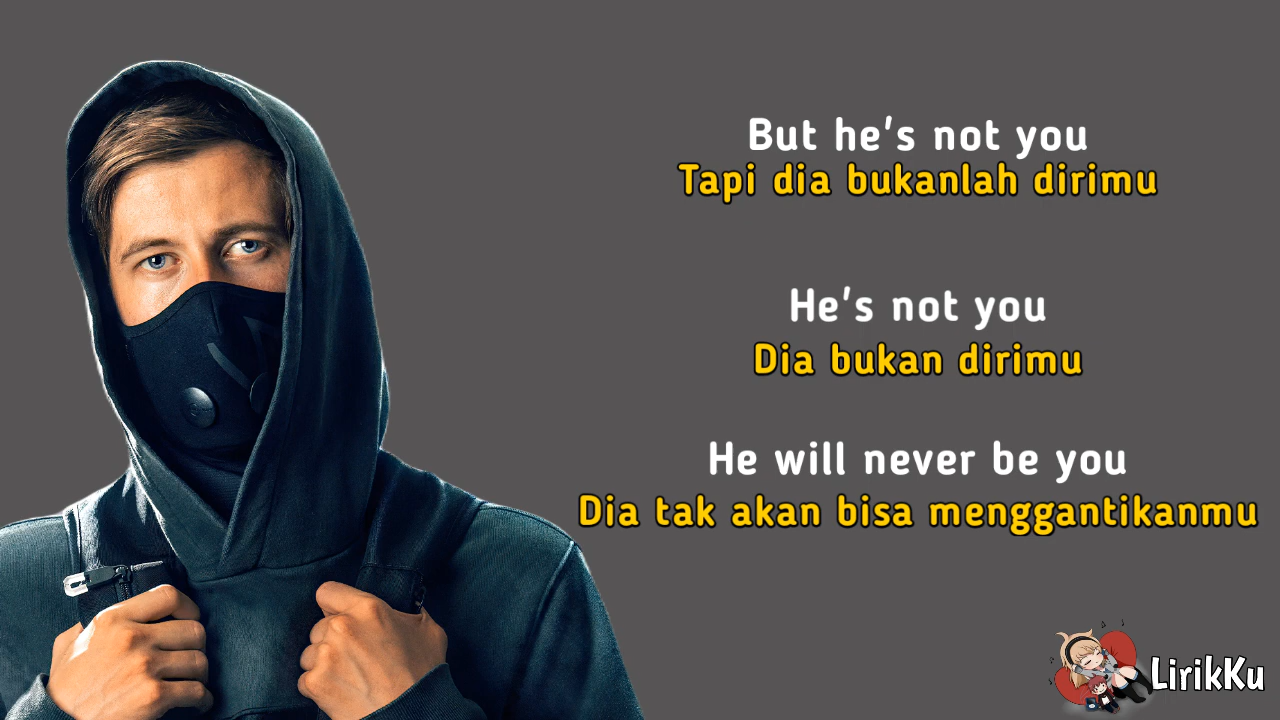 But he's not you
Tapi dia bukanlah dirimu
He's not you
Dia bukan dirimu
He will never be you
Dia tak akan bisa menggantikanmu
LirikKu